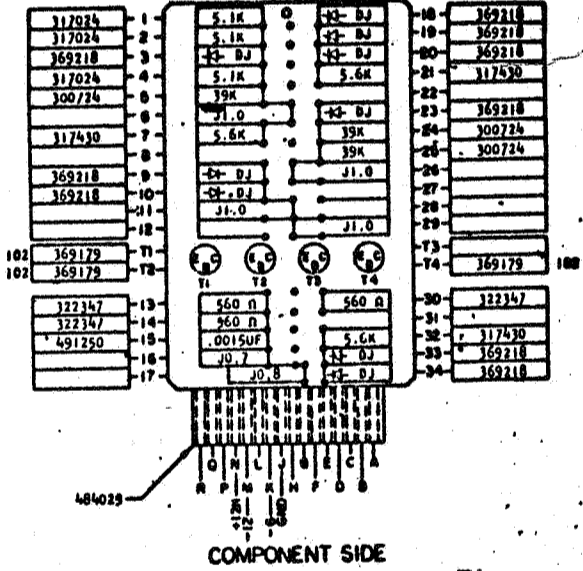 317024 1 5.1K DJ 18 369218
317024 2 5.1K DJ 19 369218
369218 3 DJ DJ 20 369218
317024 4 5.1K 5.6K 21 317430
300724 5 39K 22
6 J1.0 DJ 23 369218
317430 7 5.6K 39K 24 300724
8 39K 25 300724
369218 9 DJ J1.0 26
369218 10 DJ 27
11 J1.0 28
12 J1.0 29
102 369179 T1 E B C E B C E B C E B C T3
102 369179 T2 T1 T2 T3 T4 T4 369179
322347 13 560 Ω 560 Ω 30 322347
322347 14 560 Ω 31
491250 15 .0015UF 5.6K 32 317430
16 J0.7 DJ 33 369218
17 J0.8 DJ 34 369218
R Q P N M L K J H G F E D C B A
+12M -12 -6 GND
484029
COMPONENT SIDE